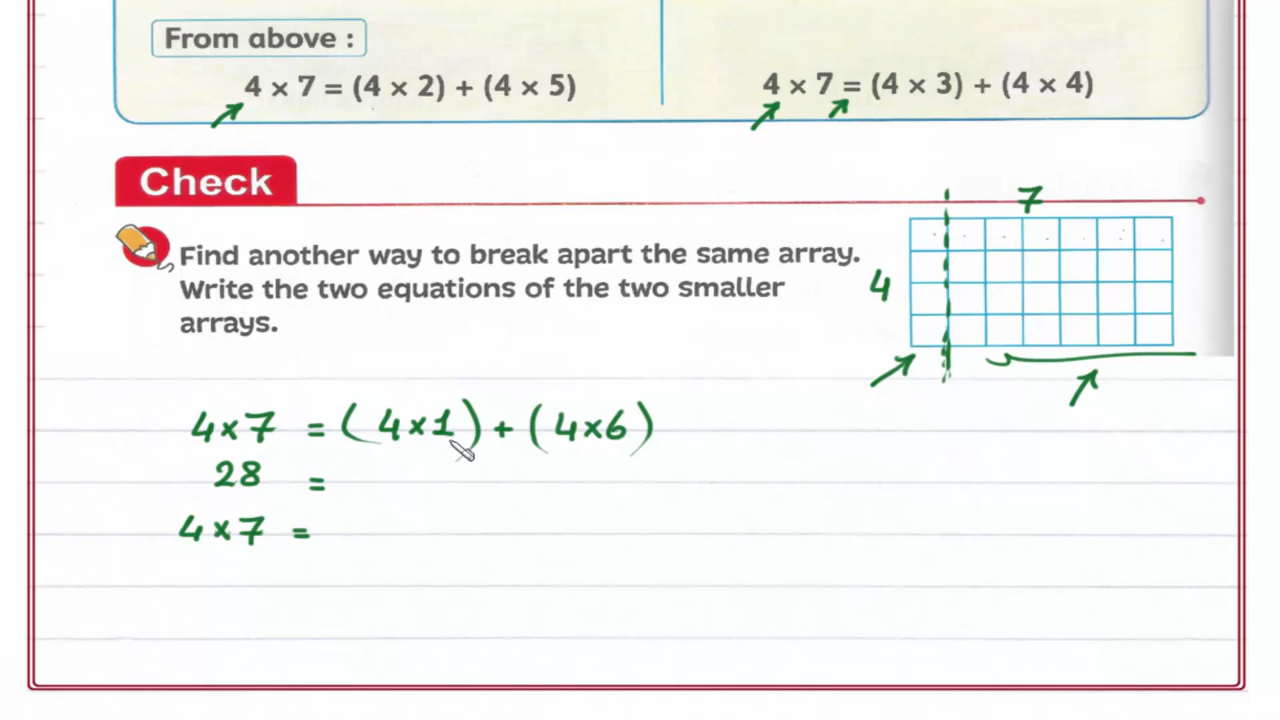 From above :
4 × 7 = (4 × 2) + (4 × 5)
4 × 7 = (4 × 3) + (4 × 4)
Check
7
Find another way to break apart the same array.
Write the two equations of the two smaller
arrays.
4
4×7 = (4×1) + (4×6)
28 =
4×7 =